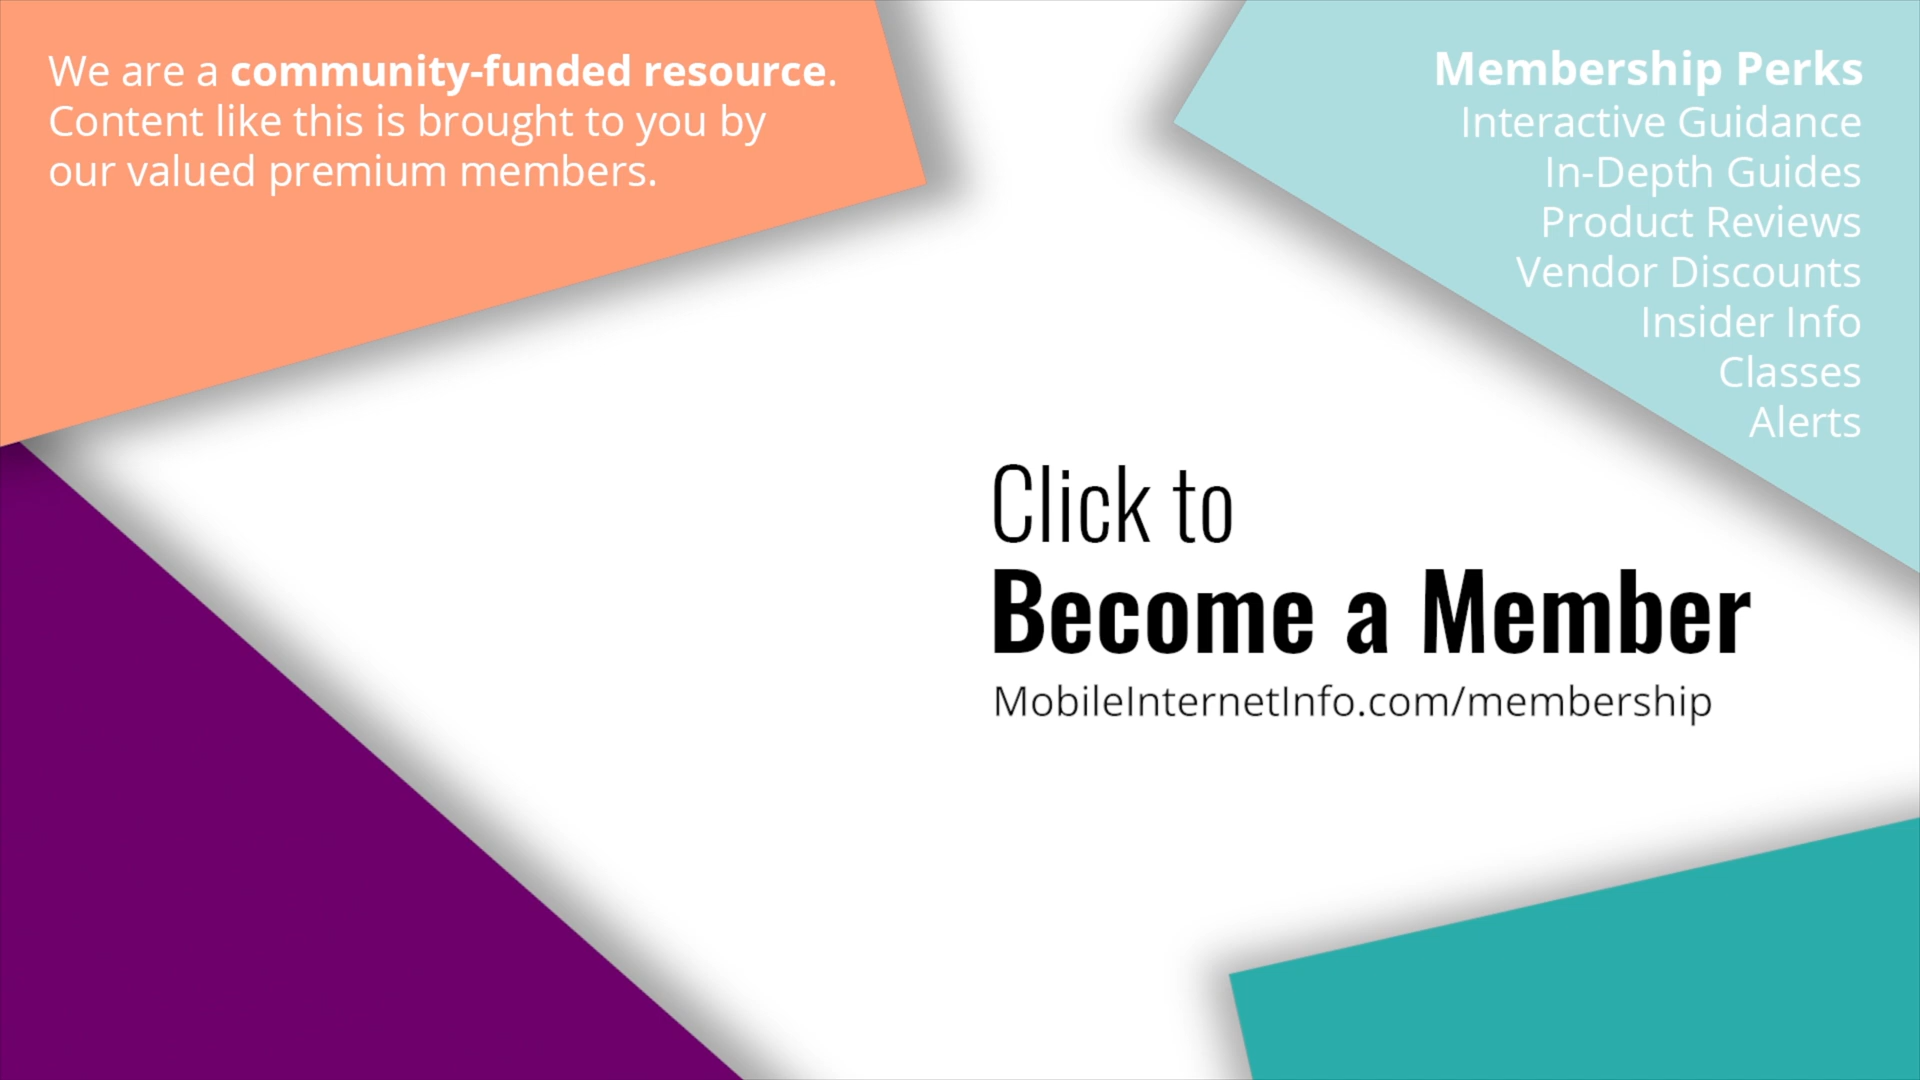 We are a community-funded resource.
Content like this is brought to you by
our valued premium members.
Membership Perks
Interactive Guidance
In-Depth Guides
Product Reviews
Vendor Discounts
Insider Info
Classes
Alerts
Click to
Become a Member
MobileInternetInfo.com/membership